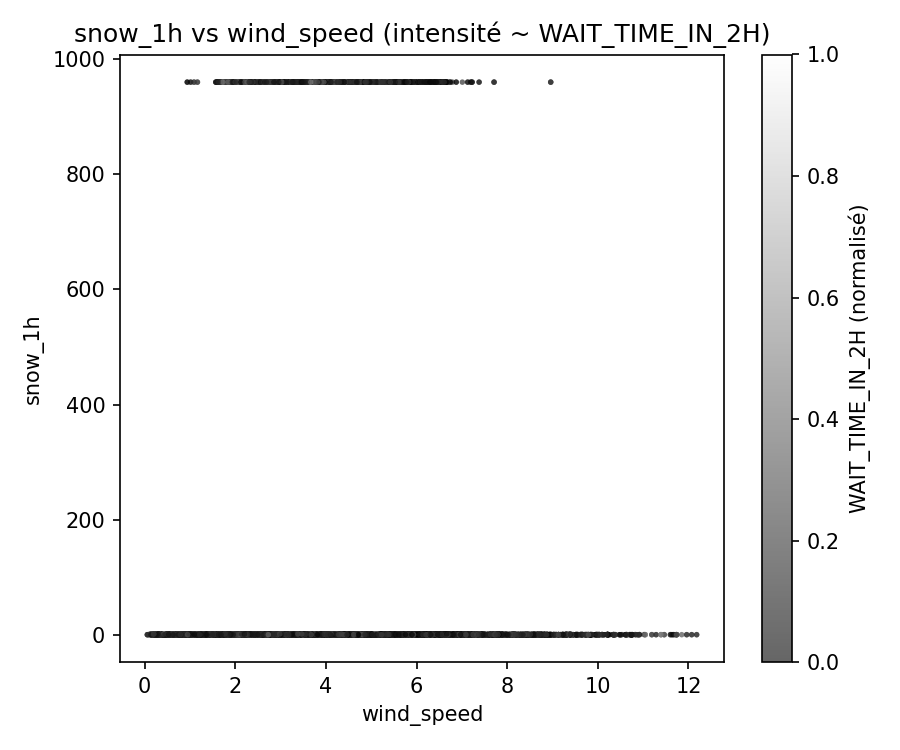 snow_1h vs wind_speed (intensité ~ WAIT_TIME_IN_2H)
1000
800
600
400
200
0
snow_1h
0 2 4 6 8 10 12
wind_speed
1.0
0.8
0.6
0.4
0.2
0.0
WAIT_TIME_IN_2H (normalisé)